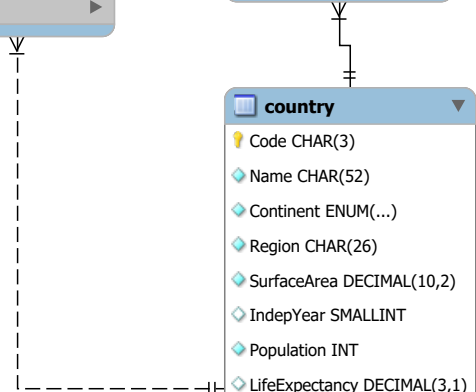 country
Code CHAR(3)
Name CHAR(52)
Continent ENUM(...)
Region CHAR(26)
SurfaceArea DECIMAL(10,2)
IndepYear SMALLINT
Population INT
LifeExpectancy DECIMAL(3,1)